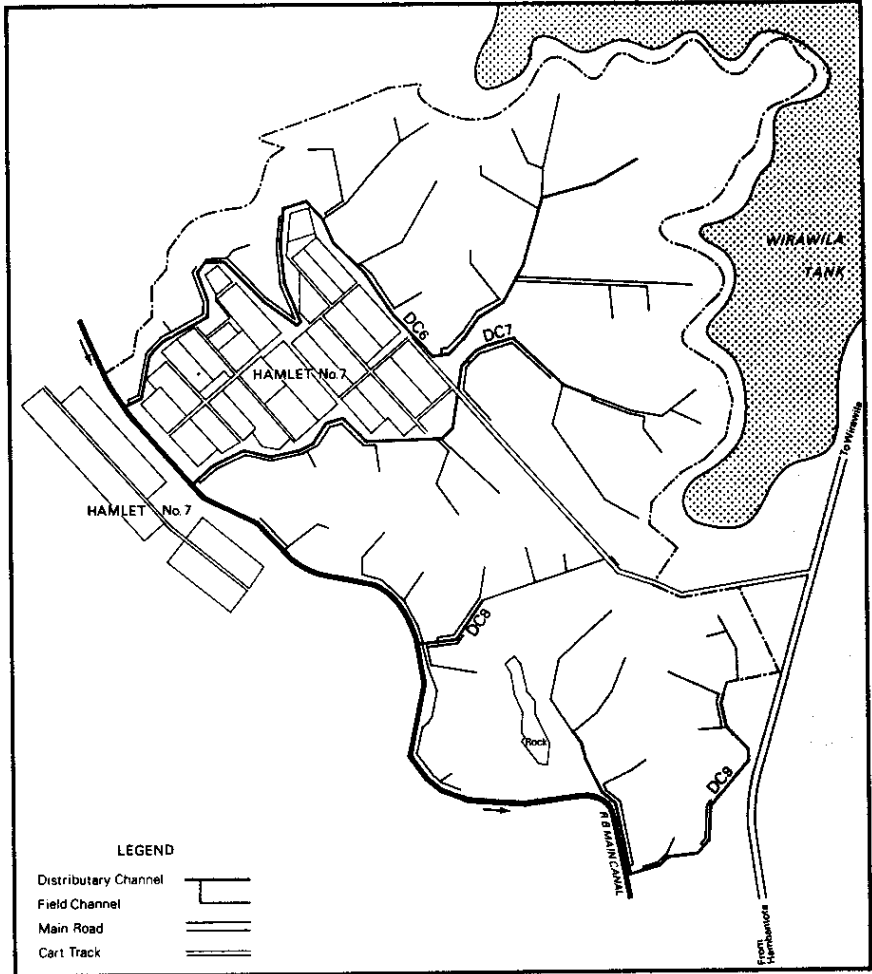 WIRAWILA
TANK
DC6
DC7
HAMLET No.7
To Wirawila
HAMLET No.7
DC8
Rock
DC9
R B MAIN CANAL
LEGEND
Distributary Channel
Field Channel
Main Road
Cart Track
From
Hambantota